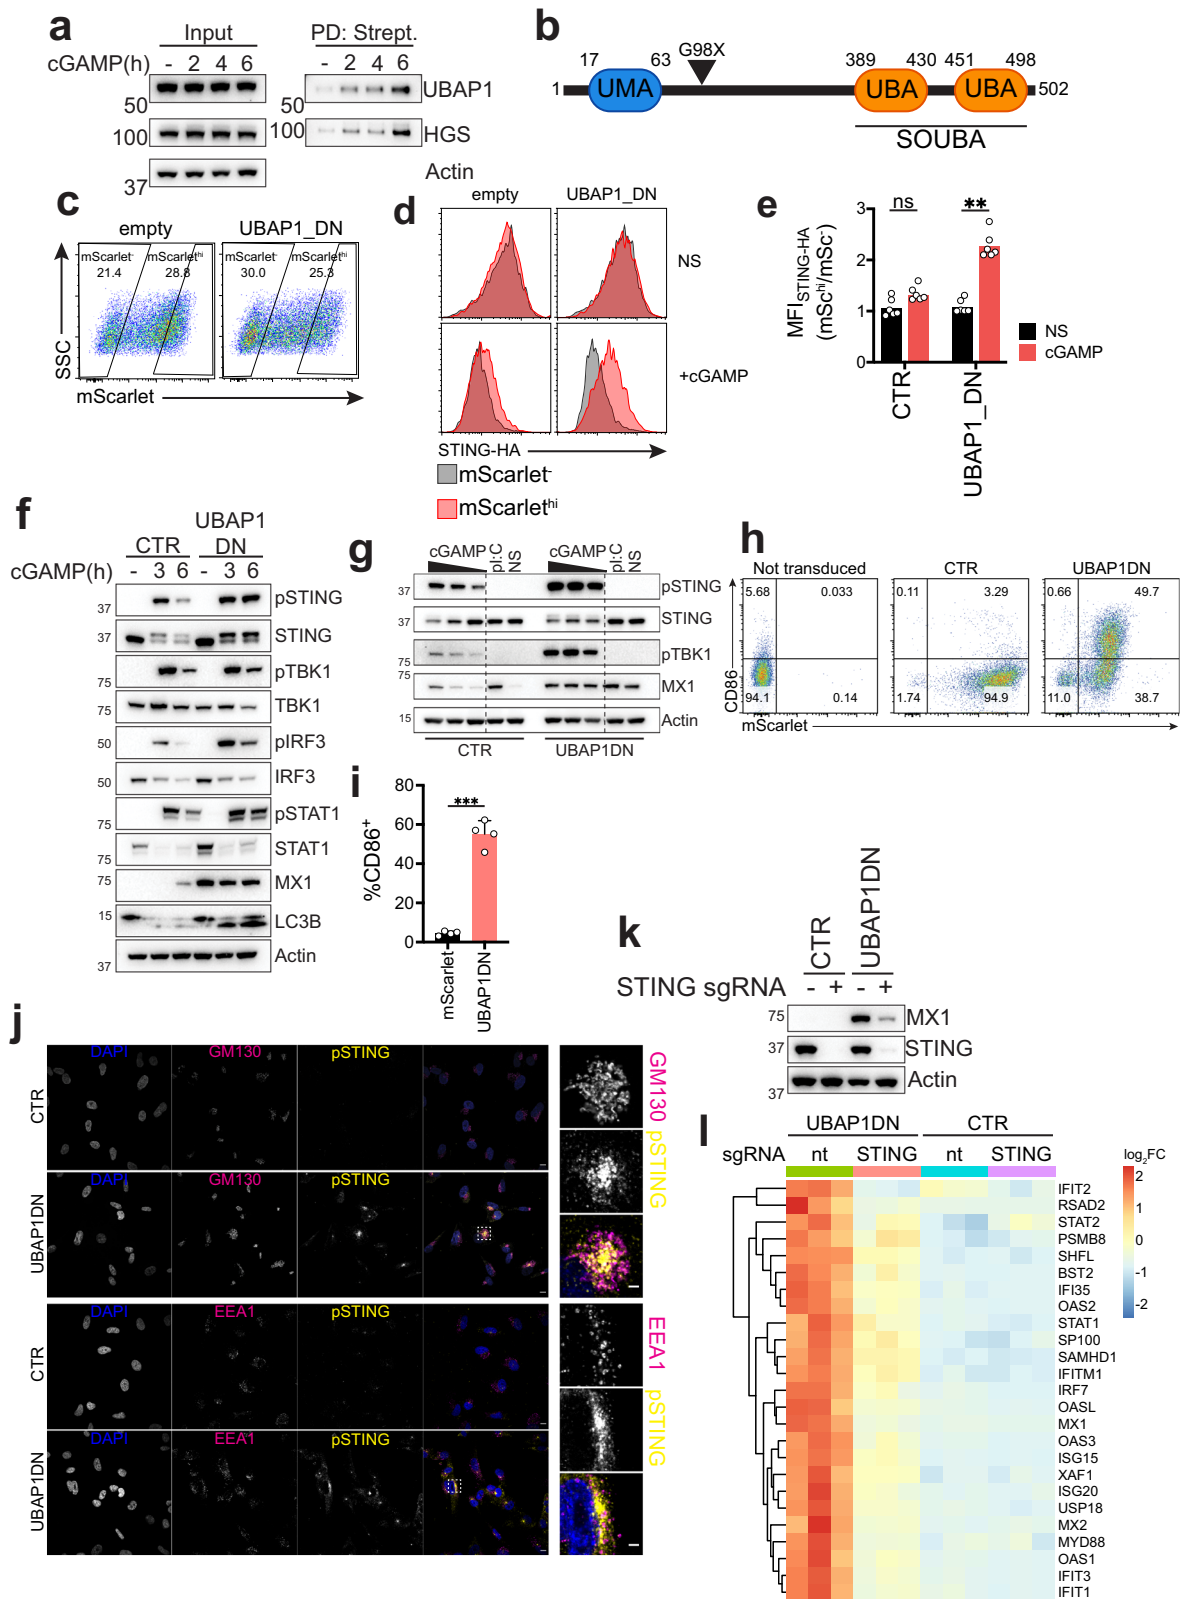 a
Input
PD: Strept.
cGAMP(h)
- 2 4 6
- 2 4 6
UBAP1
50
50
HGS
100
100
Actin
37
b
17
63
G98X
389
430
451
498
1
UMA
UBA
UBA
502
SOUBA
c
empty
UBAP1_DN
mScarlet-
21.4
mScarlethi
28.8
mScarlet-
30.0
mScarlethi
25.3
SSC
mScarlet
d
empty
UBAP1_DN
NS
+cGAMP
STING-HA
mScarlet-
mScarlethi
e
MFI STING-HA
(mSchi/mSc-)
3
2
1
0
ns
**
NS
cGAMP
CTR
UBAP1_DN
f
UBAP1
CTR
DN
cGAMP(h)
- 3 6 - 3 6
37
pSTING
37
STING
75
pTBK1
75
TBK1
50
pIRF3
50
IRF3
75
pSTAT1
75
STAT1
75
MX1
15
LC3B
37
Actin
g
cGAMP
pI:C
NS
cGAMP
pI:C
NS
37
pSTING
37
STING
75
pTBK1
75
MX1
15
Actin
CTR
UBAP1DN
h
Not transduced
CTR
UBAP1DN
5.68
0.033
94.1
0.14
0.11
3.29
1.74
94.9
0.66
49.7
11.0
38.7
CD86
mScarlet
i
%CD86+
80
60
40
20
0
***
mScarlet
UBAP1DN
j
DAPI
GM130
pSTING
CTR
DAPI
GM130
pSTING
UBAP1DN
GM130
pSTING
DAPI
EEA1
pSTING
CTR
DAPI
EEA1
pSTING
UBAP1DN
EEA1
pSTING
k
CTR
UBAP1DN
STING sgRNA
- + - +
75
MX1
37
STING
37
Actin
l
UBAP1DN
CTR
sgRNA
nt
STING
nt
STING
log2FC
2
1
0
-1
-2
IFIT2
RSAD2
STAT2
PSMB8
SHFL
BST2
IFI35
OAS2
STAT1
SP100
SAMHD1
IFITM1
IRF7
OASL
MX1
OAS3
ISG15
XAF1
ISG20
USP18
MX2
MYD88
OAS1
IFIT3
IFIT1